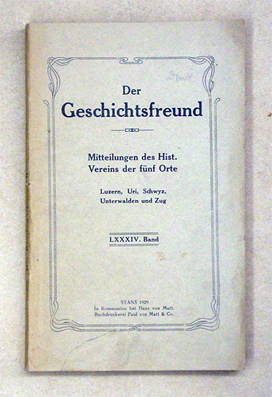 Der
Geschichtsfreund
Mitteilungen des Hist.
Vereins der fünf Orte
Luzern, Uri, Schwyz,
Unterwalden und Zug
LXXXIV. Band
STANS 1929
In Kommission bei Hans von Matt.
Buchdruckerei Paul von Matt & Co.